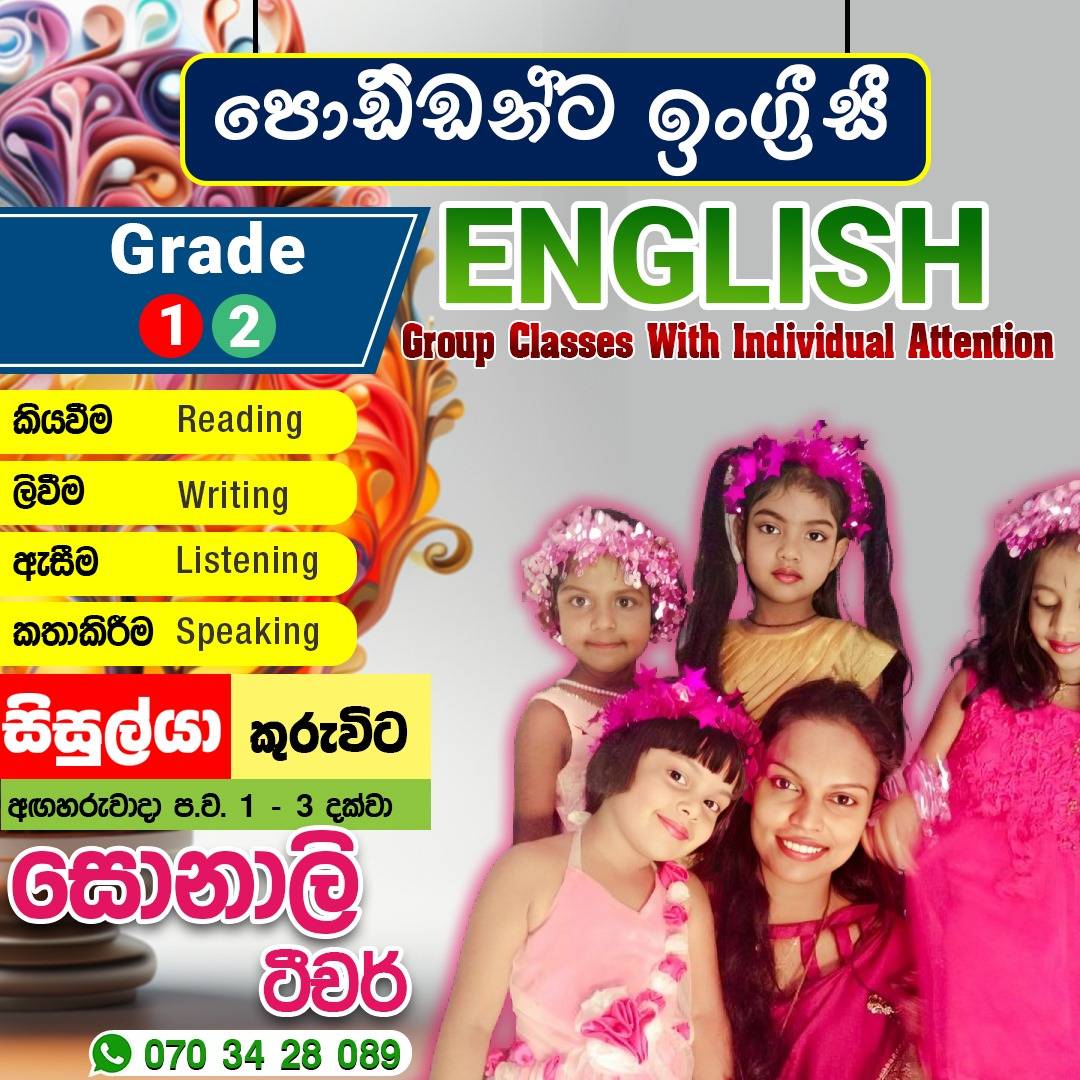 පොඩ්ඩන්ට ඉංග්‍රීසී
Grade
1 2
ENGLISH
Group Classes With Individual Attention
කියවීම Reading
ලිවීම Writing
ඇසීම Listening
කතාකිරීම Speaking
සිසුල්යා කුරුවිට
අඟහරුවාදා ප.ව. 1 - 3 දක්වා
සොනාලි
ටීචර්
070 34 28 089